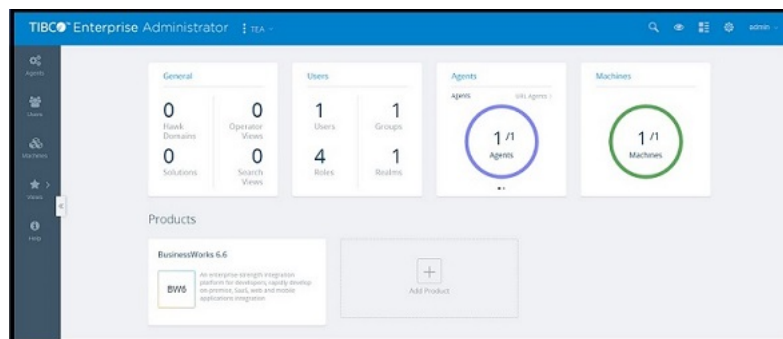 TIBCO™ Enterprise Administrator
TEA
admin
Agents
Users
Machines
Views
Help
General
0
Hawk
Domains
0
Operator
Views
0
Solutions
0
Search
Views
Users
1
Users
1
Groups
4
Roles
1
Realms
Agents
Agents
URL Agents >
1 /1
Agents
Machines
1 /1
Machines
Products
BusinessWorks 6.6
BW6
An enterprise strength integration
platform for developers, rapidly develop
on premise, SaaS, web and mobile
applications integration
Add Product